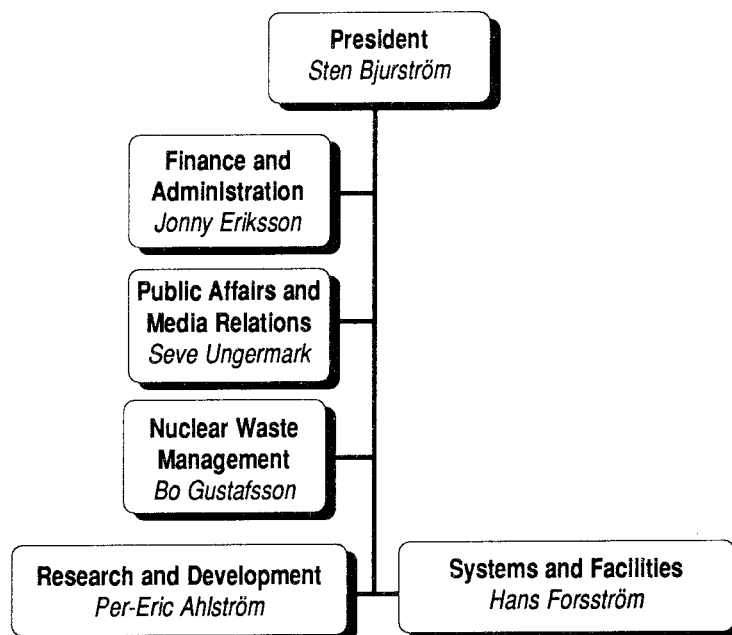 President
Sten Bjurström
Finance and
Administration
Jonny Eriksson
Public Affairs and
Media Relations
Seve Ungermark
Nuclear Waste
Management
Bo Gustafsson
Research and Development
Per-Eric Ahlström
Systems and Facilities
Hans Forsström